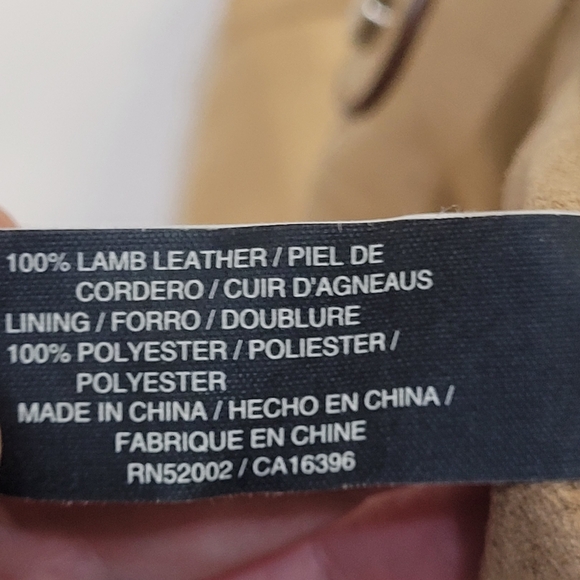 100% LAMB LEATHER / PIEL DE
CORDERO / CUIR D'AGNEAUS
LINING / FORRO / DOUBLURE
100% POLYESTER / POLIESTER /
POLYESTER
MADE IN CHINA / HECHO EN CHINA /
FABRIQUE EN CHINE
RN52002 / CA16396